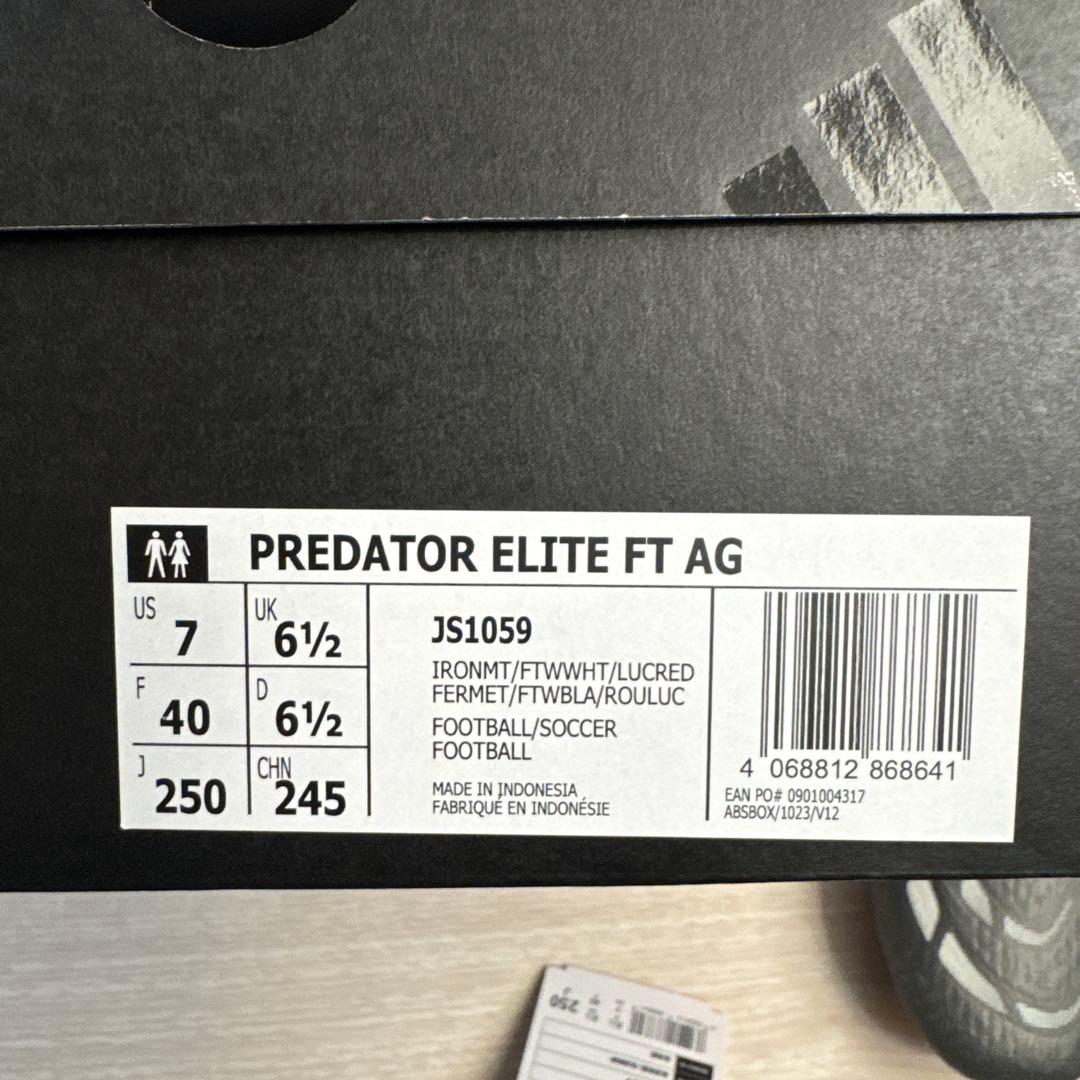 PREDATOR ELITE FT AG
US 7
UK 6½
F 40
D 6½
J 250
CHN 245
JS1059
IRONMT/FTWWHT/LUCRED
FERMET/FTWBLA/ROULUC
FOOTBALL/SOCCER
FOOTBALL
MADE IN INDONESIA
FABRIQUÉ EN INDONÉSIE
4 068812 868641
EAN PO# 0901004317
ABSBOX/1023/V12
J 250